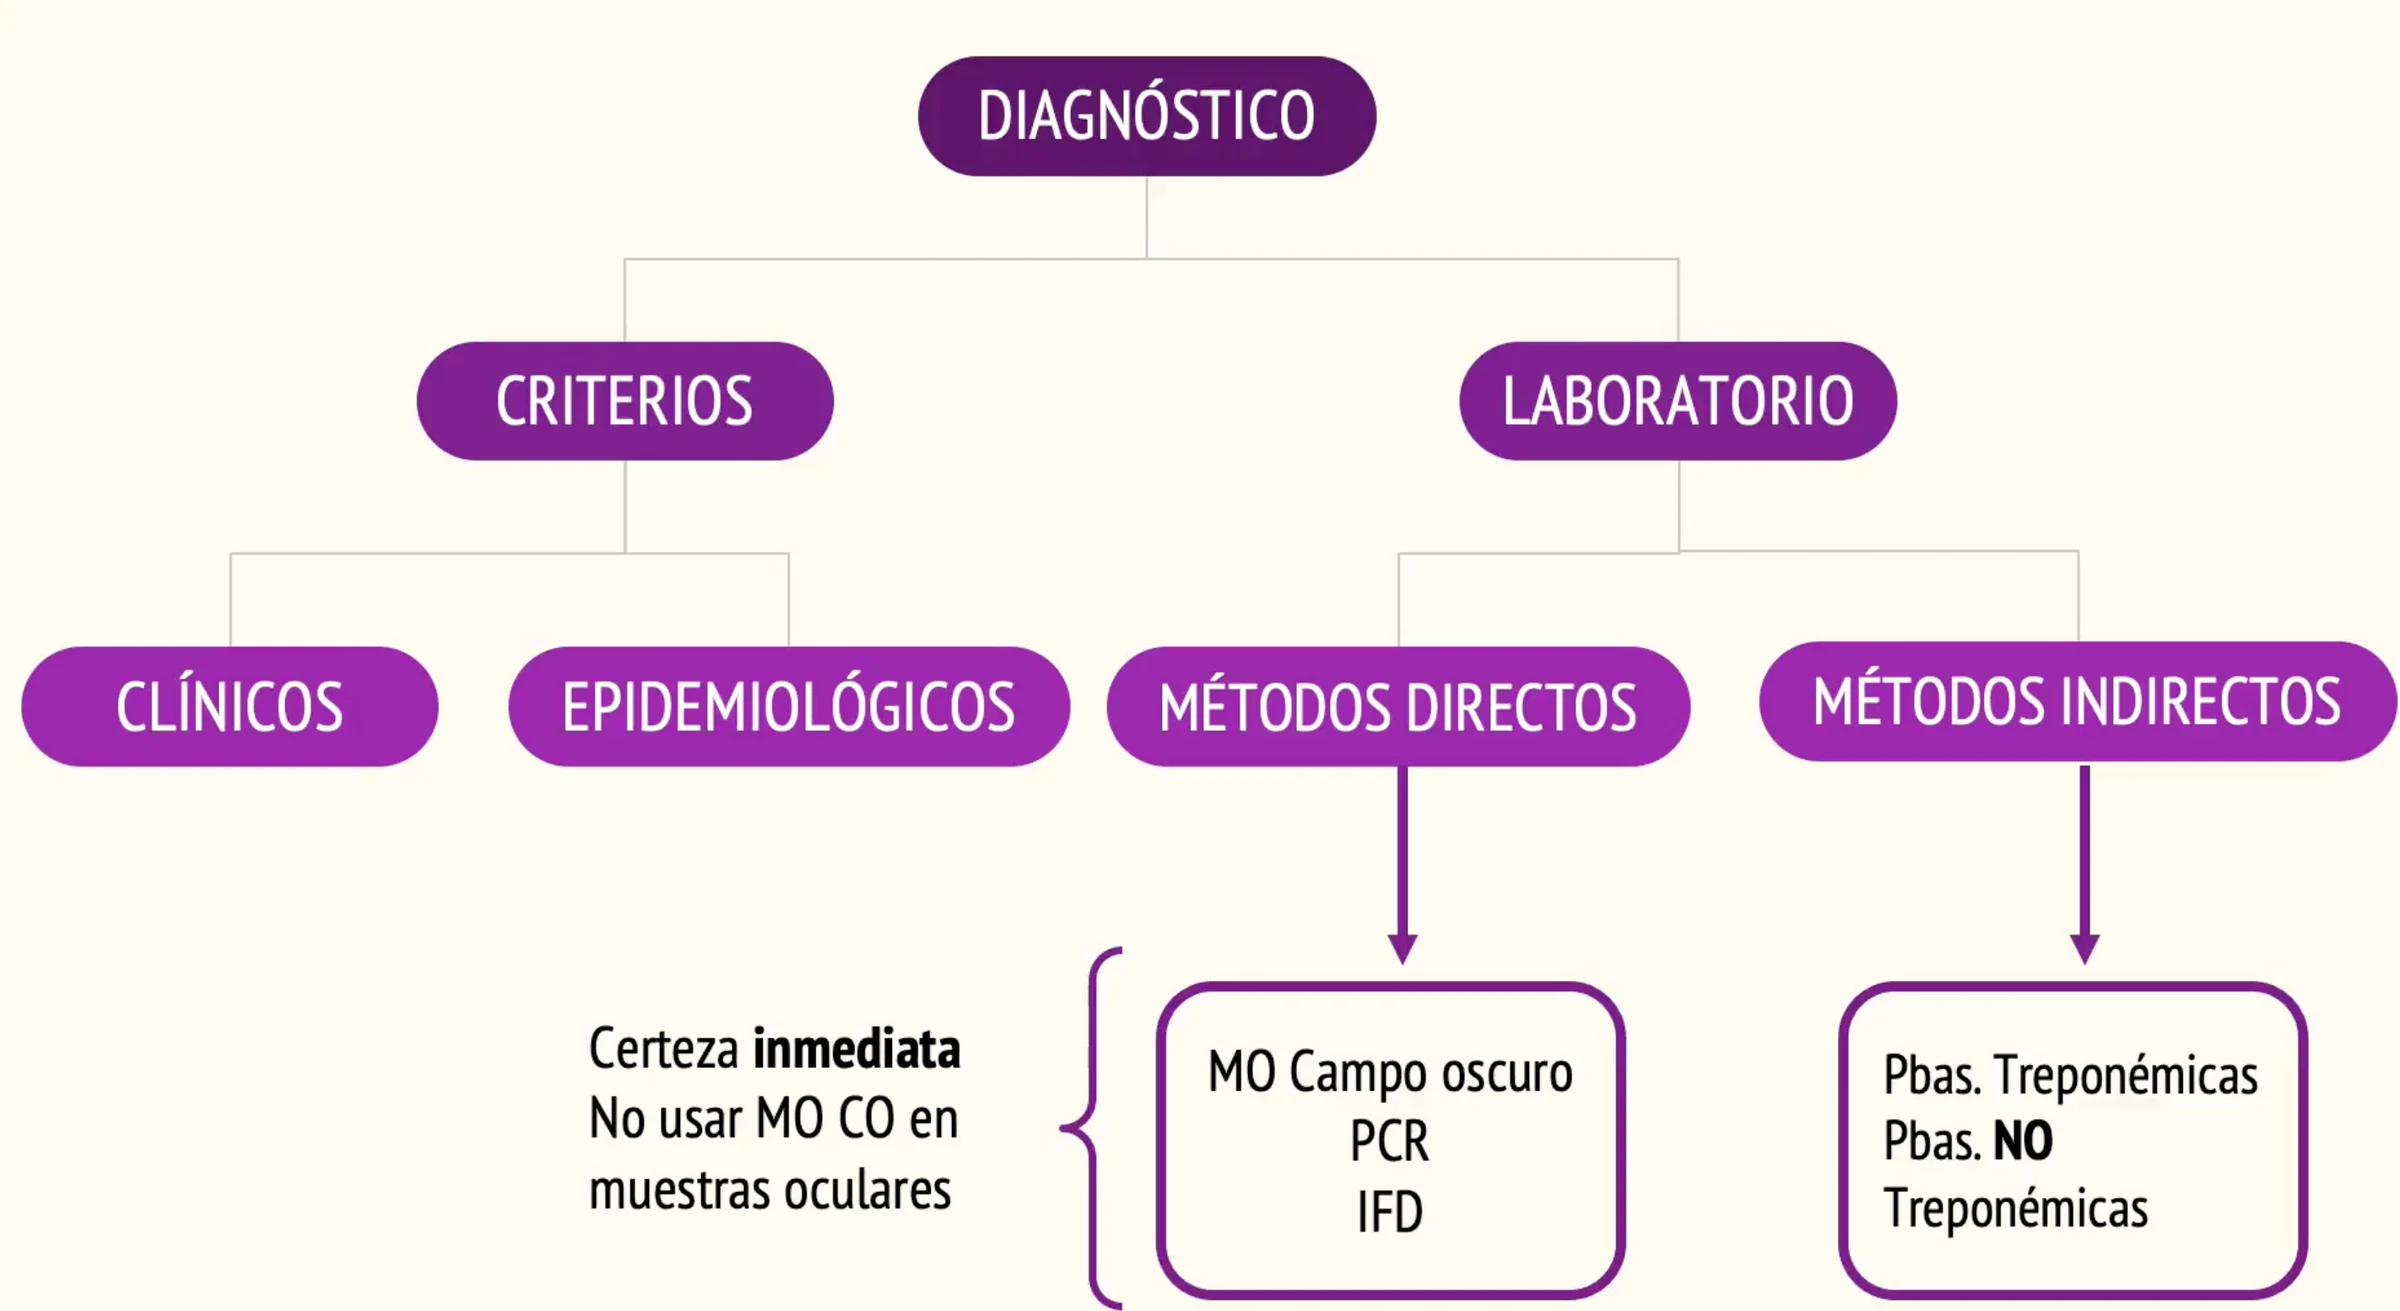 DIAGNÓSTICO
CRITERIOS
LABORATORIO
CLÍNICOS
EPIDEMIOLÓGICOS
MÉTODOS DIRECTOS
MÉTODOS INDIRECTOS
Certeza inmediata
No usar MO CO en
muestras oculares
MO Campo oscuro
PCR
IFD
Pbas. Treponémicas
Pbas. NO
Treponémicas